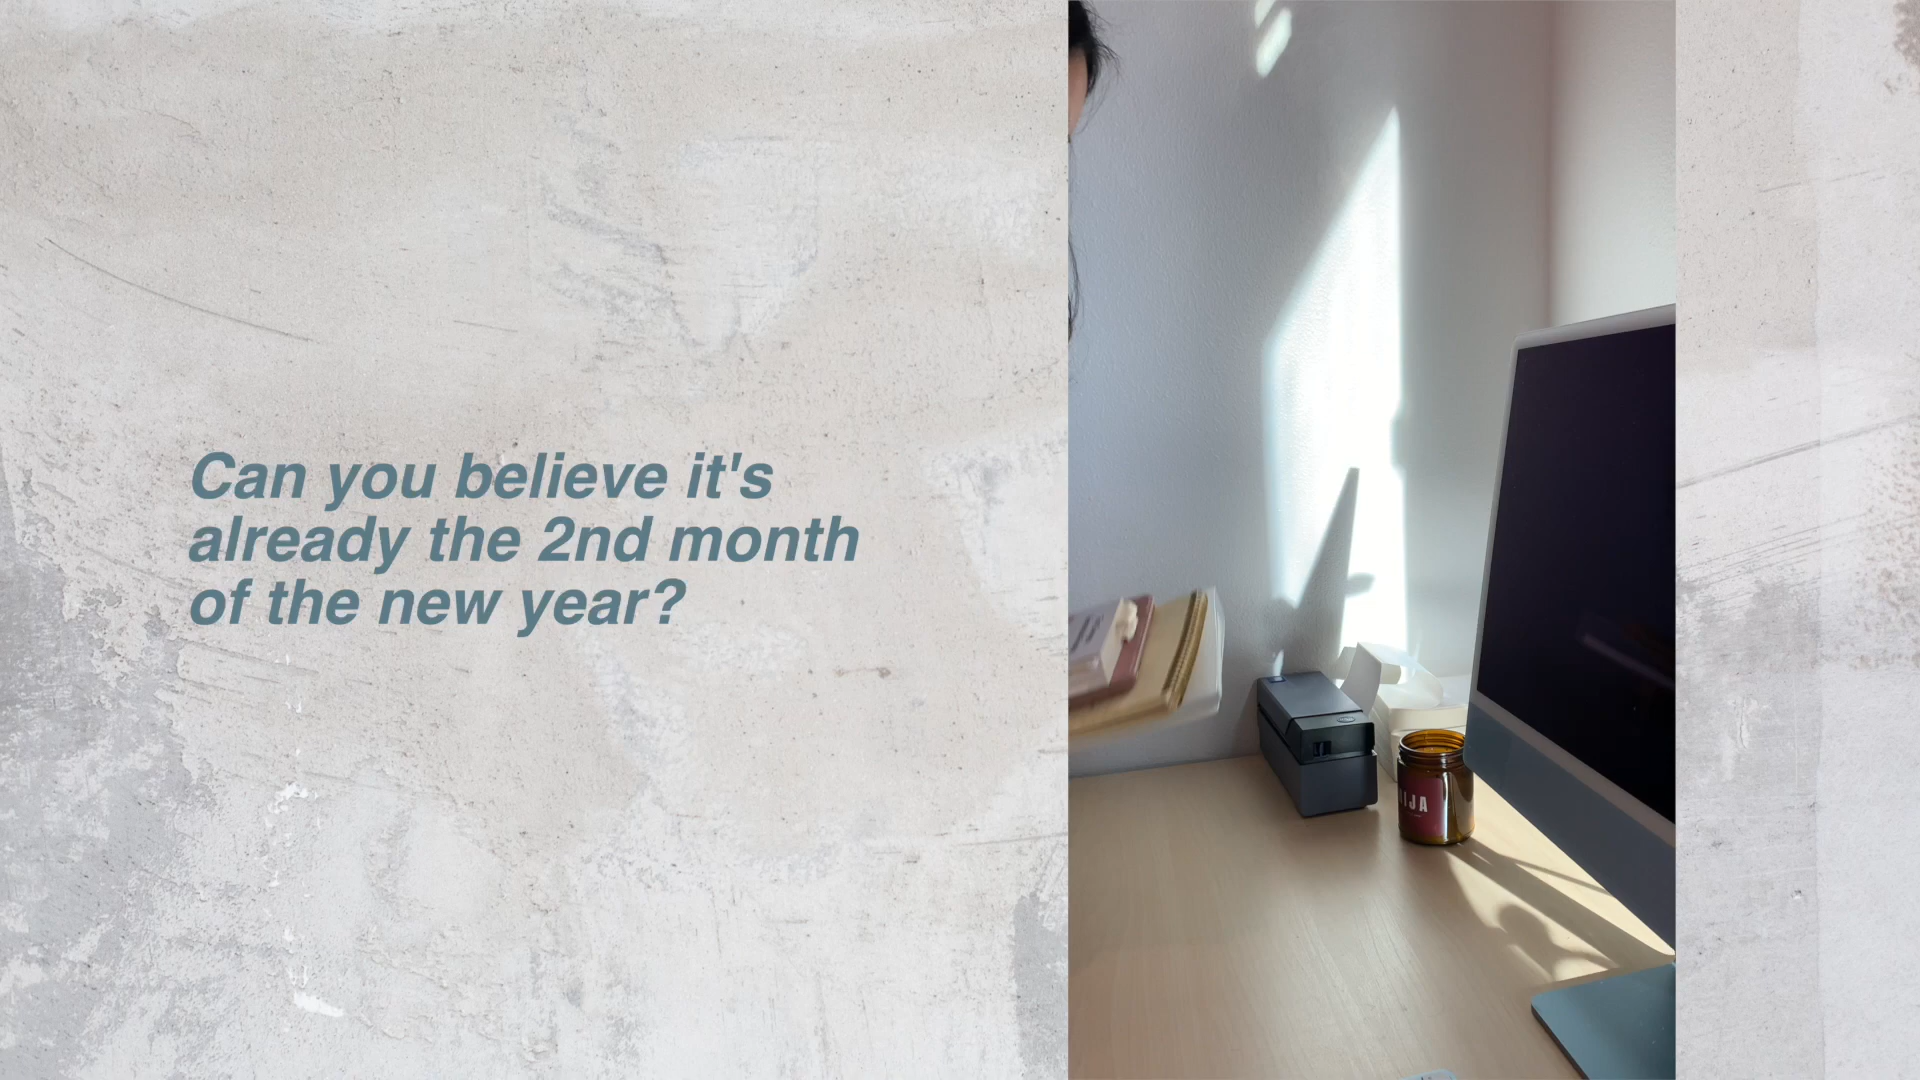 Can you believe it's
already the 2nd month
of the new year?